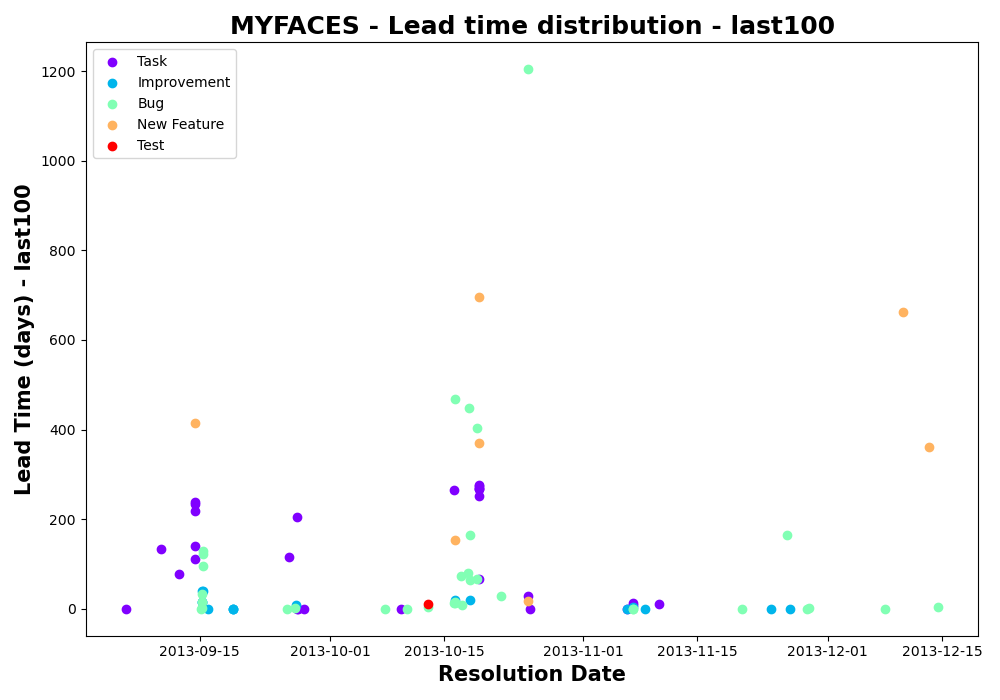 MYFACES - Lead time distribution - last100
Task
Improvement
Bug
New Feature
Test
Lead Time (days) - last100
1200
1000
800
600
400
200
0
2013-09-15
2013-10-01
2013-10-15
2013-11-01
2013-11-15
2013-12-01
2013-12-15
Resolution Date